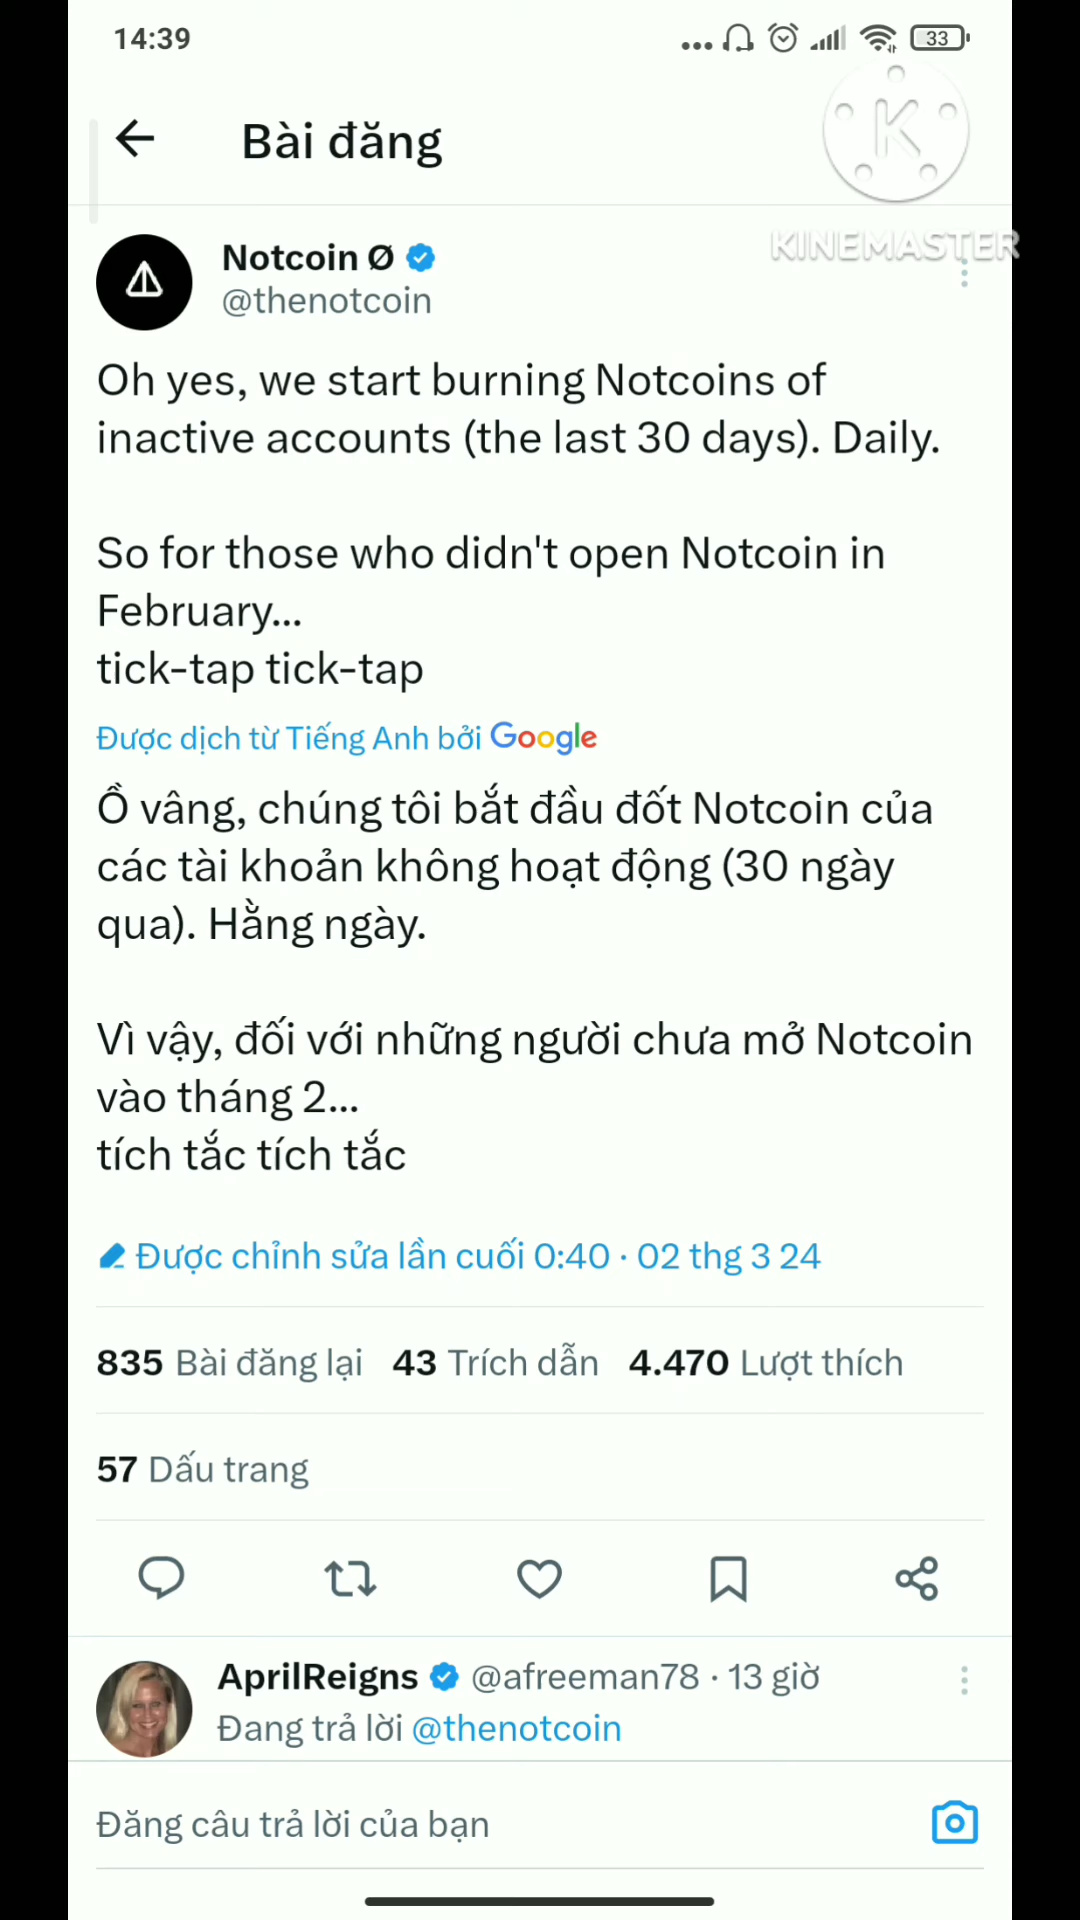 14:39
33
Bài đăng
KINEMASTER
Notcoin Ø
@thenotcoin
Oh yes, we start burning Notcoins of
inactive accounts (the last 30 days). Daily.
So for those who didn't open Notcoin in
February...
tick-tap tick-tap
Được dịch từ Tiếng Anh bởi Google
Ồ vâng, chúng tôi bắt đầu đốt Notcoin của
các tài khoản không hoạt động (30 ngày
qua). Hằng ngày.
Vì vậy, đối với những người chưa mở Notcoin
vào tháng 2...
tích tắc tích tắc
Được chỉnh sửa lần cuối 0:40 · 02 thg 3 24
835 Bài đăng lại 43 Trích dẫn 4.470 Lượt thích
57 Dấu trang
AprilReigns @afreeman78 · 13 giờ
Đang trả lời @thenotcoin
Đăng câu trả lời của bạn